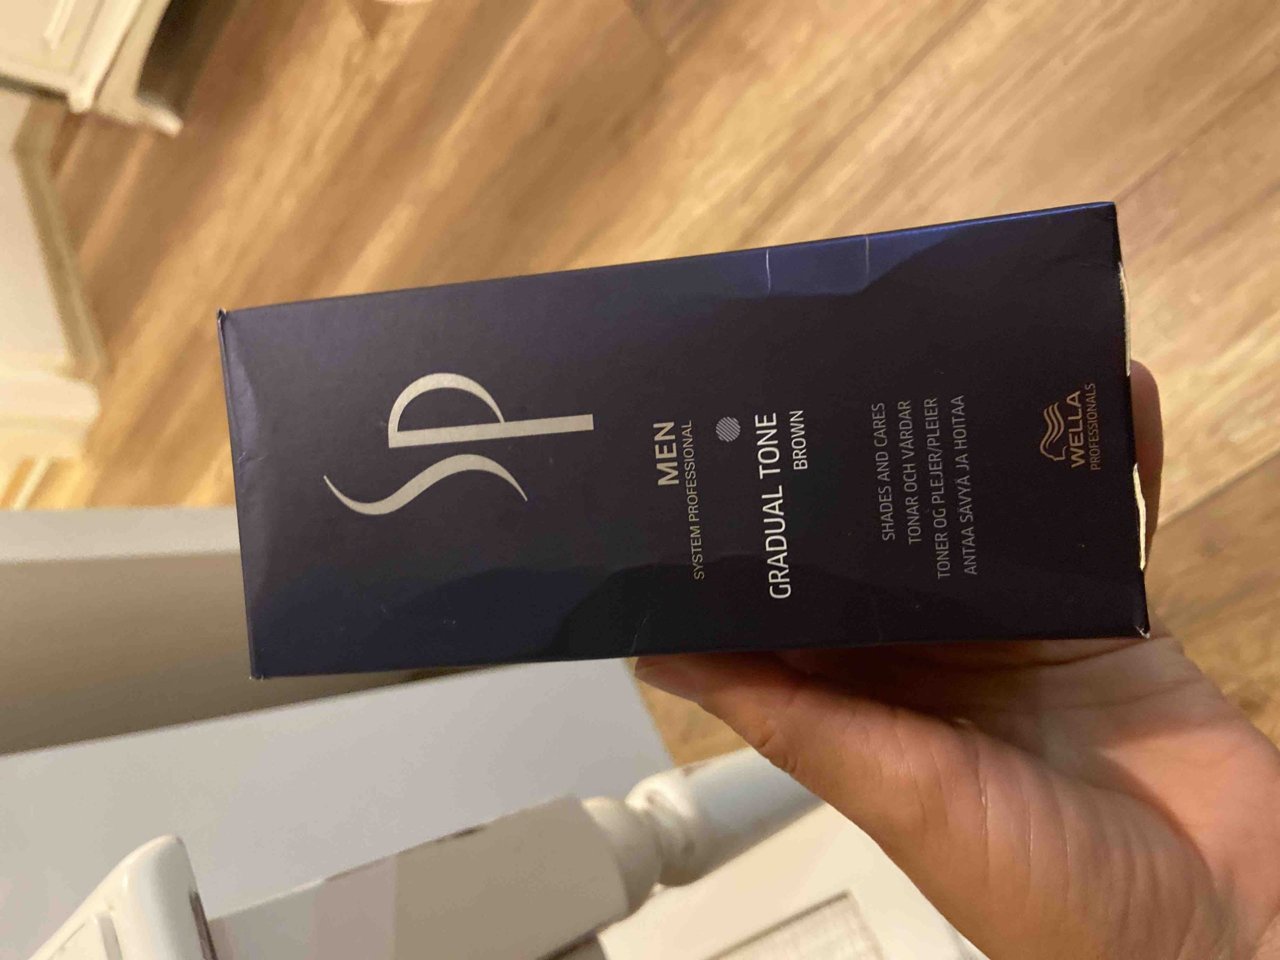 SP
MEN
SYSTEM PROFESSIONAL
GRADUAL TONE
BROWN
SHADES AND CARES
TONAR OCH VÅRDAR
TONER OG PLEJER/PLEIER
ANTAA SÄVYÄ JA HOITAA
WELLA
PROFESSIONALS